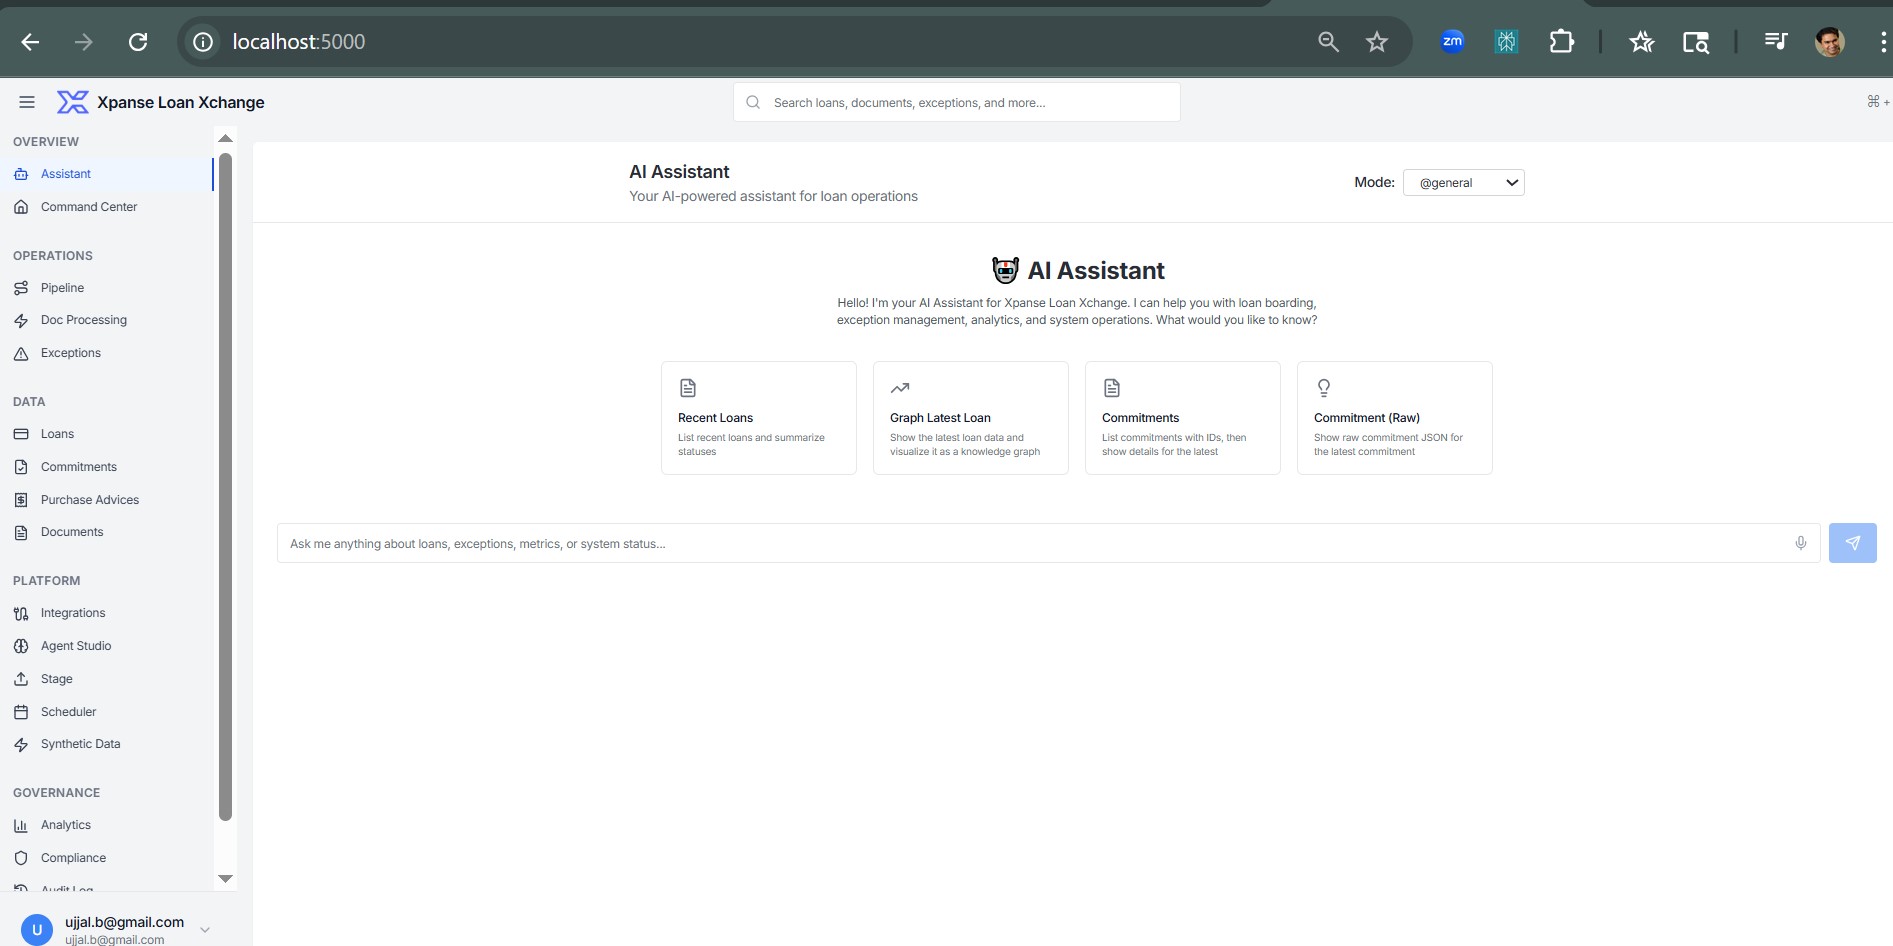 localhost:5000
zm
Xpanse Loan Xchange
Search loans, documents, exceptions, and more...
⌘ +
OVERVIEW
Assistant
Command Center
OPERATIONS
Pipeline
Doc Processing
Exceptions
DATA
Loans
Commitments
Purchase Advices
Documents
PLATFORM
Integrations
Agent Studio
Stage
Scheduler
Synthetic Data
GOVERNANCE
Analytics
Compliance
Audit Log
U
ujjal.b@gmail.com
ujjal.b@gmail.com
AI Assistant
Your AI-powered assistant for loan operations
Mode:
@general
AI Assistant
Hello! I'm your AI Assistant for Xpanse Loan Xchange. I can help you with loan boarding,
exception management, analytics, and system operations. What would you like to know?
Recent Loans
List recent loans and summarize
statuses
Graph Latest Loan
Show the latest loan data and
visualize it as a knowledge graph
Commitments
List commitments with IDs, then
show details for the latest
Commitment (Raw)
Show raw commitment JSON for
the latest commitment
Ask me anything about loans, exceptions, metrics, or system status...